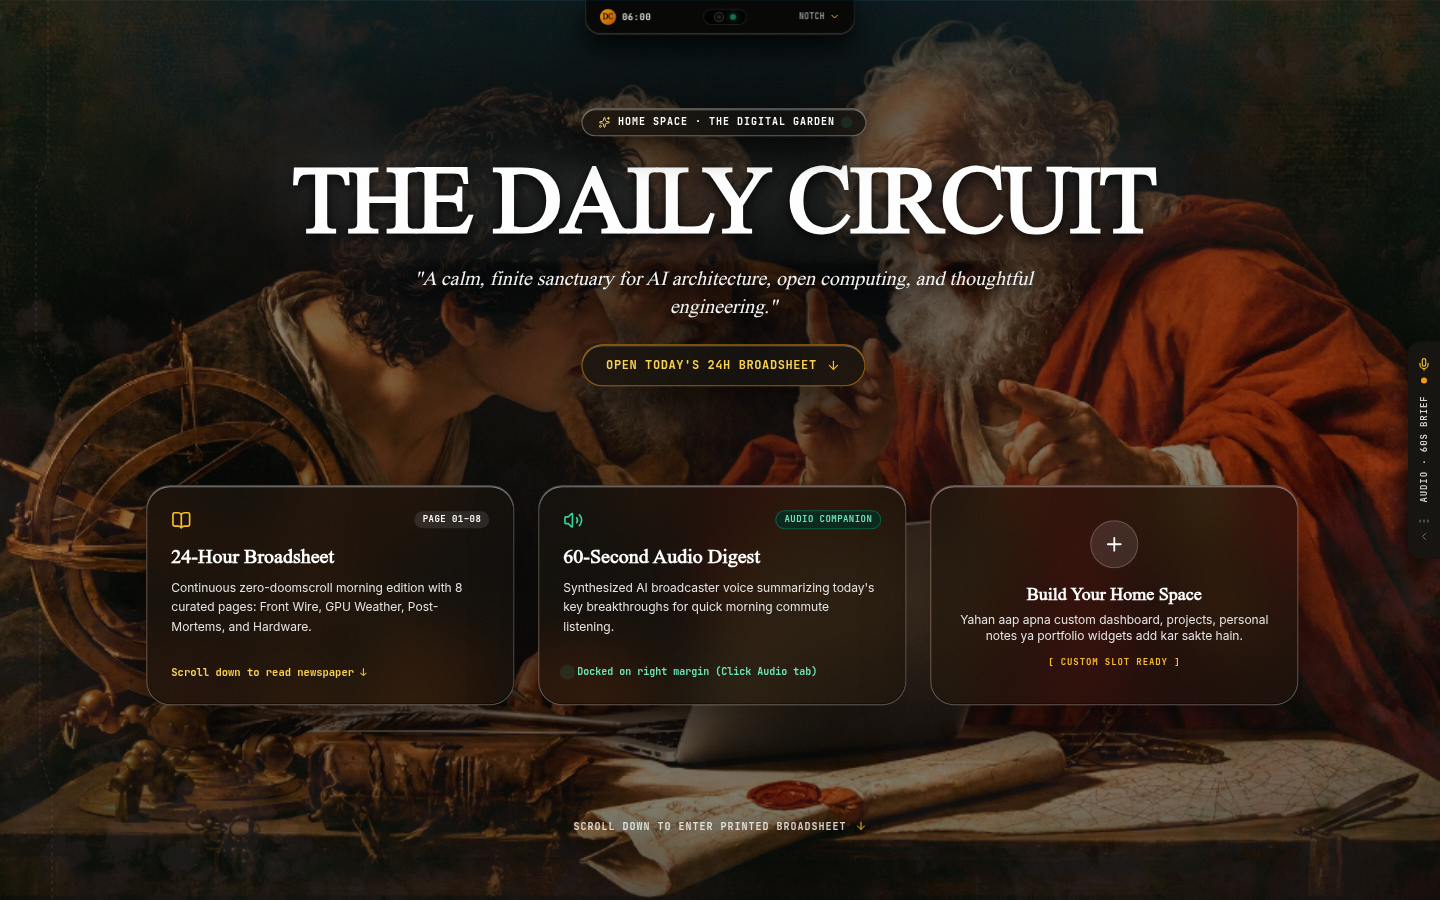 DC 06:00 NOTCH
HOME SPACE · THE DIGITAL GARDEN
THE DAILY CIRCUIT
"A calm, finite sanctuary for AI architecture, open computing, and thoughtful
engineering."
OPEN TODAY'S 24H BROADSHEET ↓
AUDIO · 60S BRIEF
PAGE 01–08
24-Hour Broadsheet
Continuous zero-doomscroll morning edition with 8
curated pages: Front Wire, GPU Weather, Post-
Mortems, and Hardware.
Scroll down to read newspaper ↓
AUDIO COMPANION
60-Second Audio Digest
Synthesized AI broadcaster voice summarizing today's
key breakthroughs for quick morning commute
listening.
Docked on right margin (Click Audio tab)
Build Your Home Space
Yahan aap apna custom dashboard, projects, personal
notes ya portfolio widgets add kar sakte hain.
[ CUSTOM SLOT READY ]
SCROLL DOWN TO ENTER PRINTED BROADSHEET ↓